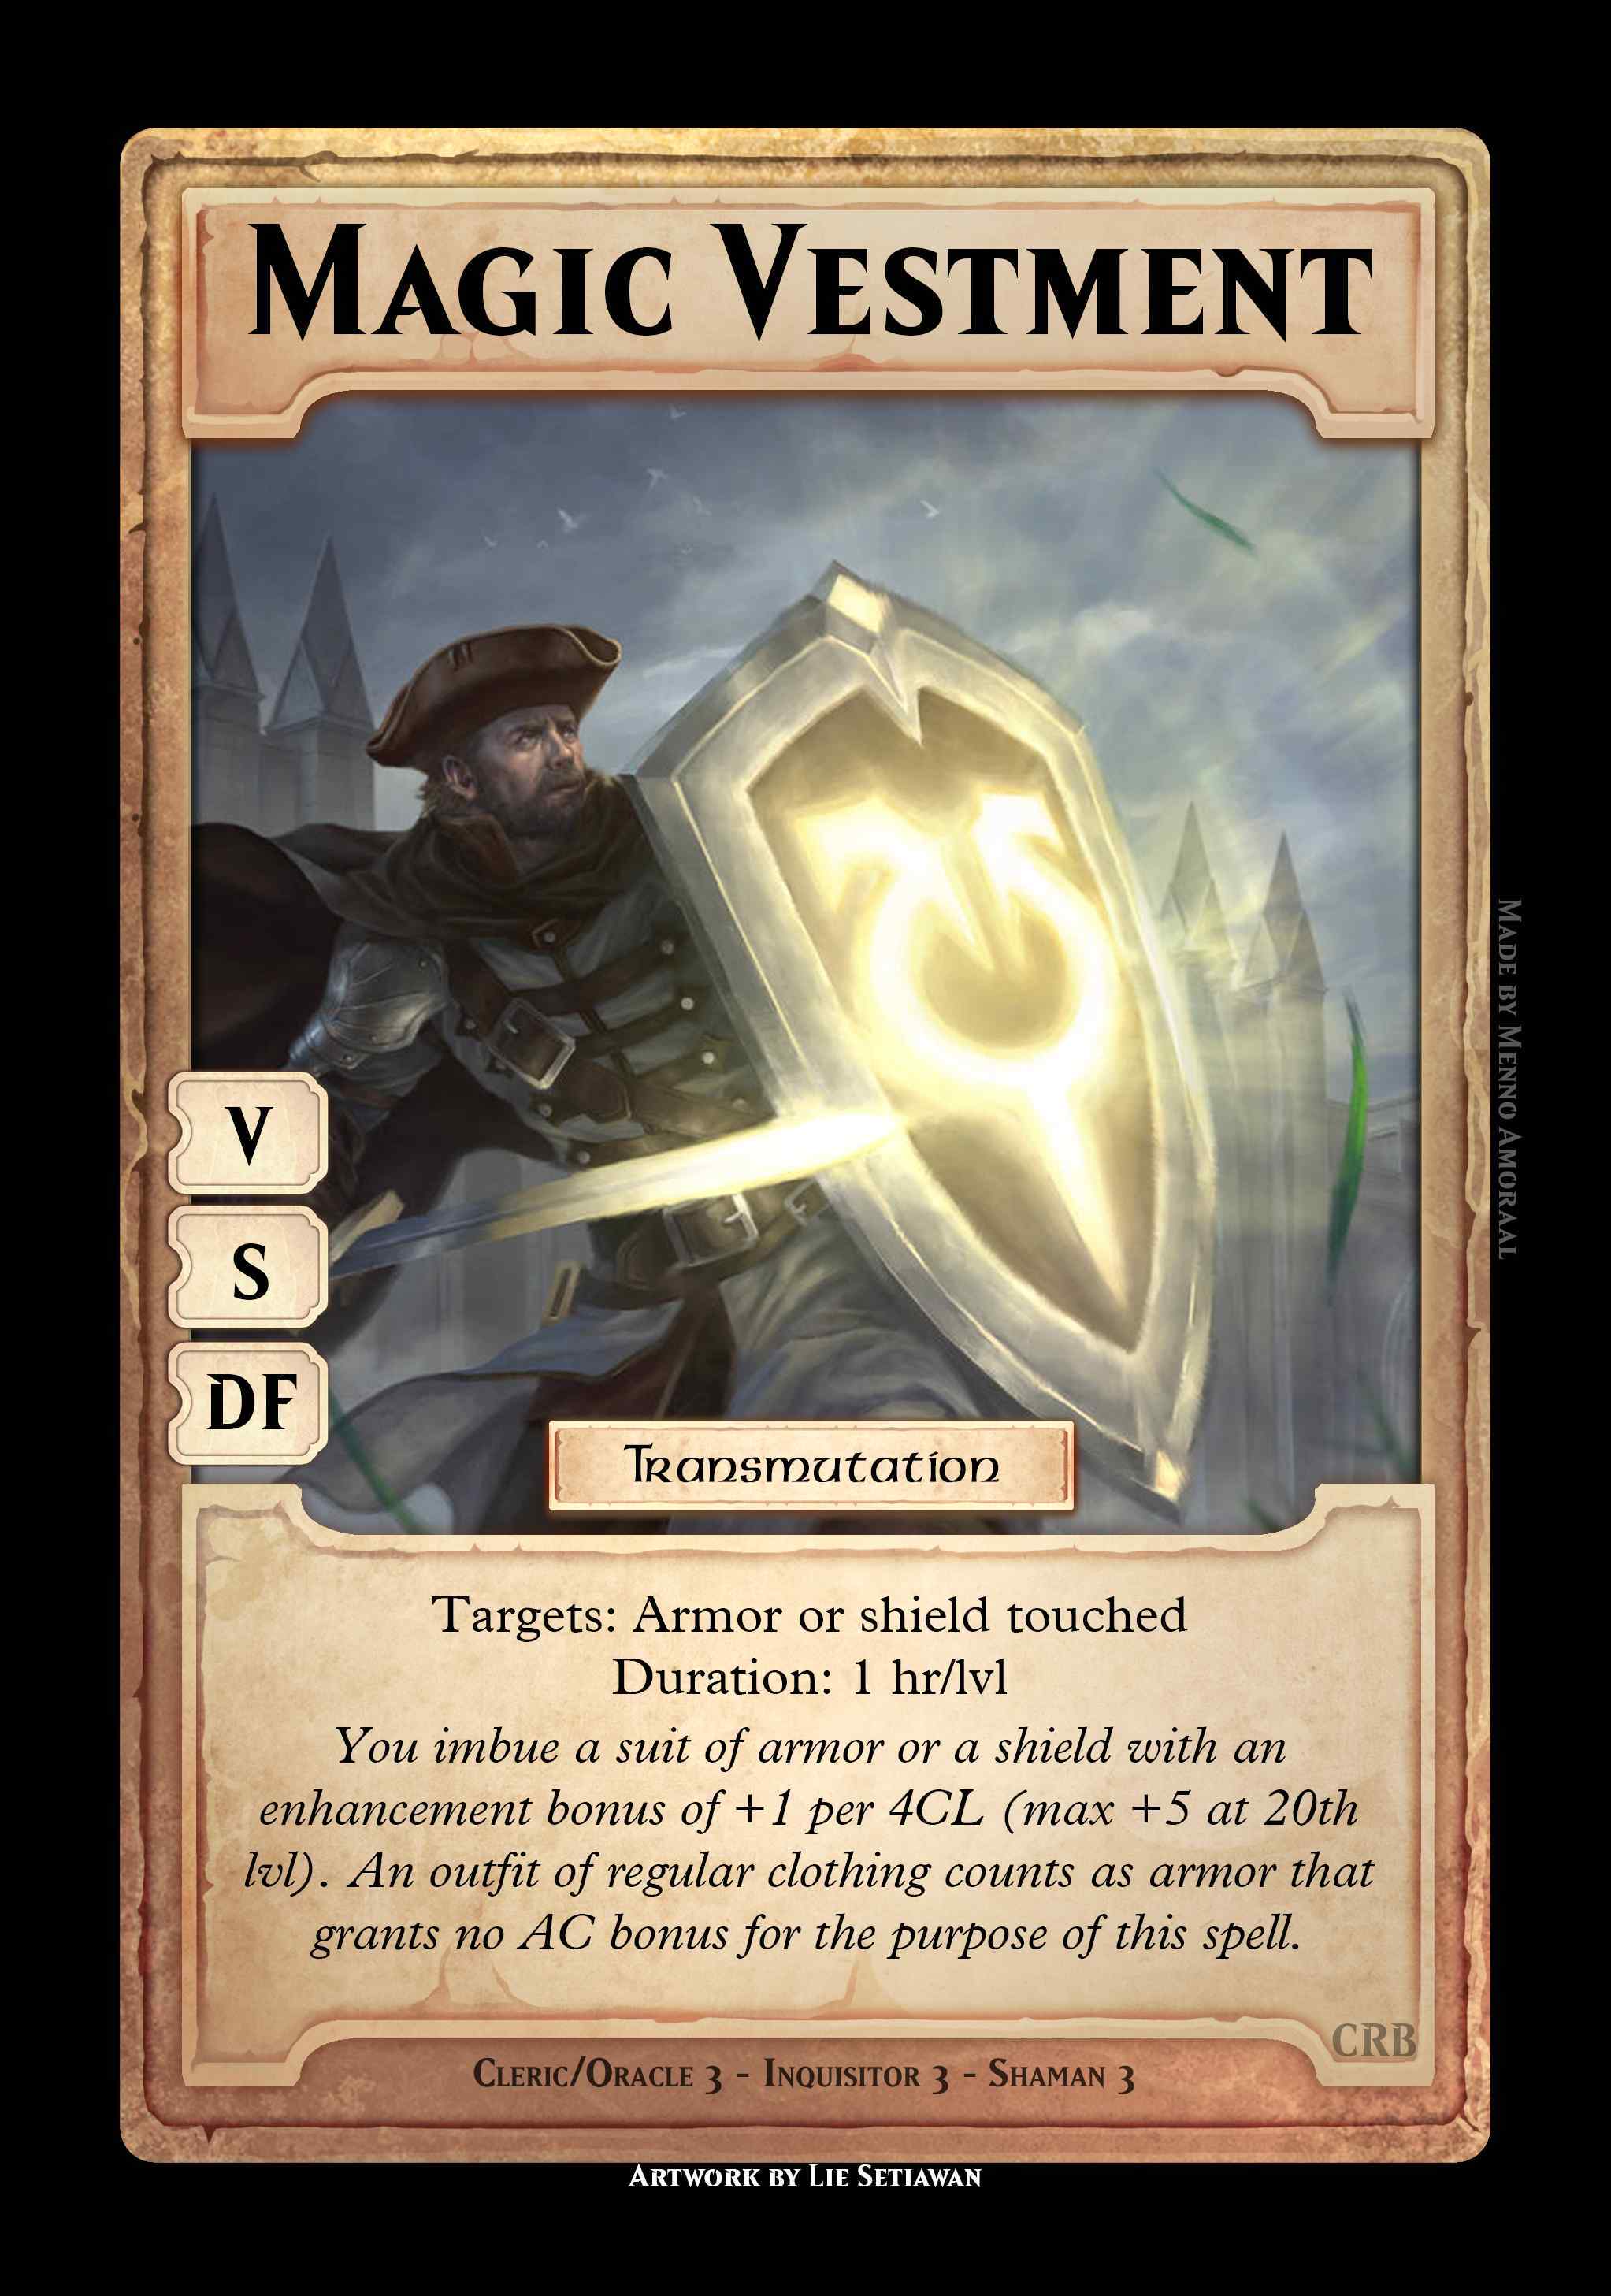 Magic Vestment
V
S
DF
Transmutation
Targets: Armor or shield touched
Duration: 1 hr/lvl
You imbue a suit of armor or a shield with an
enhancement bonus of +1 per 4CL (max +5 at 20th
lvl). An outfit of regular clothing counts as armor that
grants no AC bonus for the purpose of this spell.
CRB
Cleric/Oracle 3 - Inquisitor 3 - Shaman 3
Artwork by Lie Setiawan
Made by Menno Amoraal